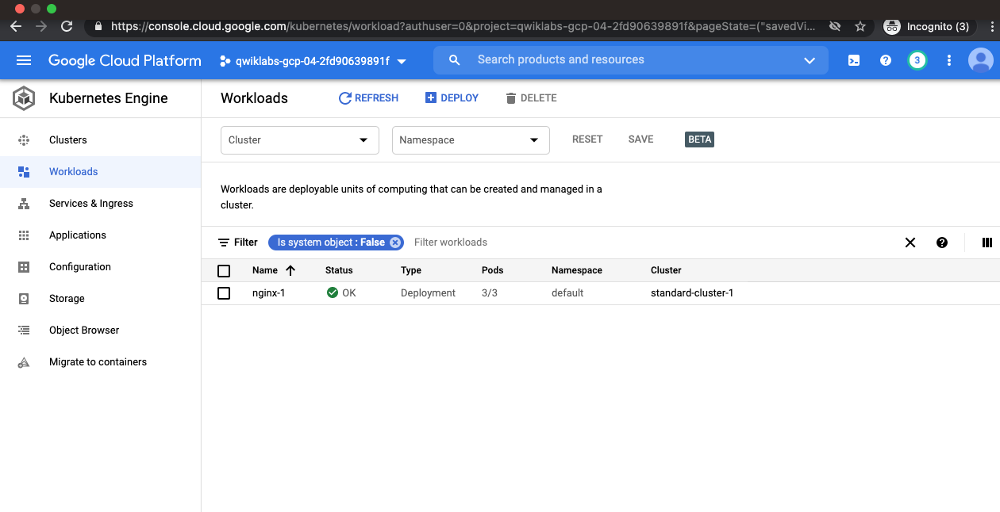 https://console.cloud.google.com/kubernetes/workload?authuser=0&project=qwiklabs-gcp-04-2fd90639891f&pageState=("savedVi...
Incognito (3)
Google Cloud Platform
qwiklabs-gcp-04-2fd90639891f
Search products and resources
3
Kubernetes Engine
Workloads
REFRESH
DEPLOY
DELETE
Clusters
Workloads
Services & Ingress
Applications
Configuration
Storage
Object Browser
Migrate to containers
Cluster
Namespace
RESET
SAVE
BETA
Workloads are deployable units of computing that can be created and managed in a
cluster.
Filter
Is system object : False
Filter workloads
Name Status Type Pods Namespace Cluster
nginx-1 OK Deployment 3/3 default standard-cluster-1